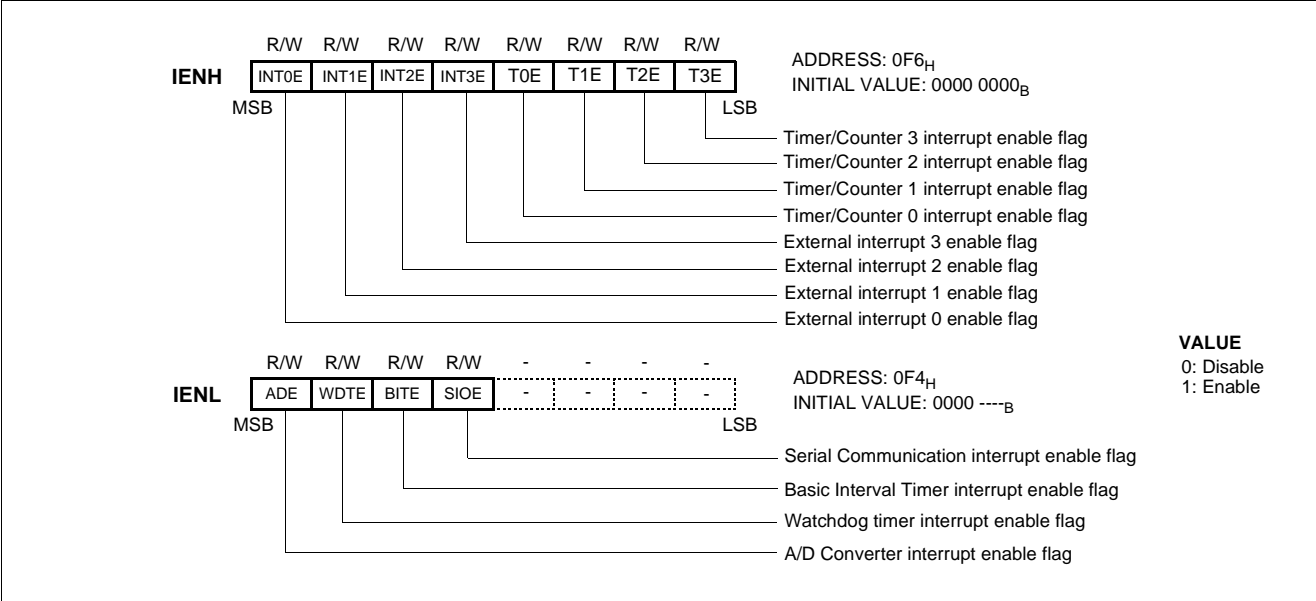 R/W R/W R/W R/W R/W R/W R/W R/W
IENH INT0E INT1E INT2E INT3E T0E T1E T2E T3E
MSB LSB
ADDRESS: 0F6H
INITIAL VALUE: 0000 0000B
Timer/Counter 3 interrupt enable flag
Timer/Counter 2 interrupt enable flag
Timer/Counter 1 interrupt enable flag
Timer/Counter 0 interrupt enable flag
External interrupt 3 enable flag
External interrupt 2 enable flag
External interrupt 1 enable flag
External interrupt 0 enable flag
R/W R/W R/W R/W - - - -
IENL ADE WDTE BITE SIOE - - - -
MSB LSB
ADDRESS: 0F4H
INITIAL VALUE: 0000 ----B
VALUE
0: Disable
1: Enable
Serial Communication interrupt enable flag
Basic Interval Timer interrupt enable flag
Watchdog timer interrupt enable flag
A/D Converter interrupt enable flag